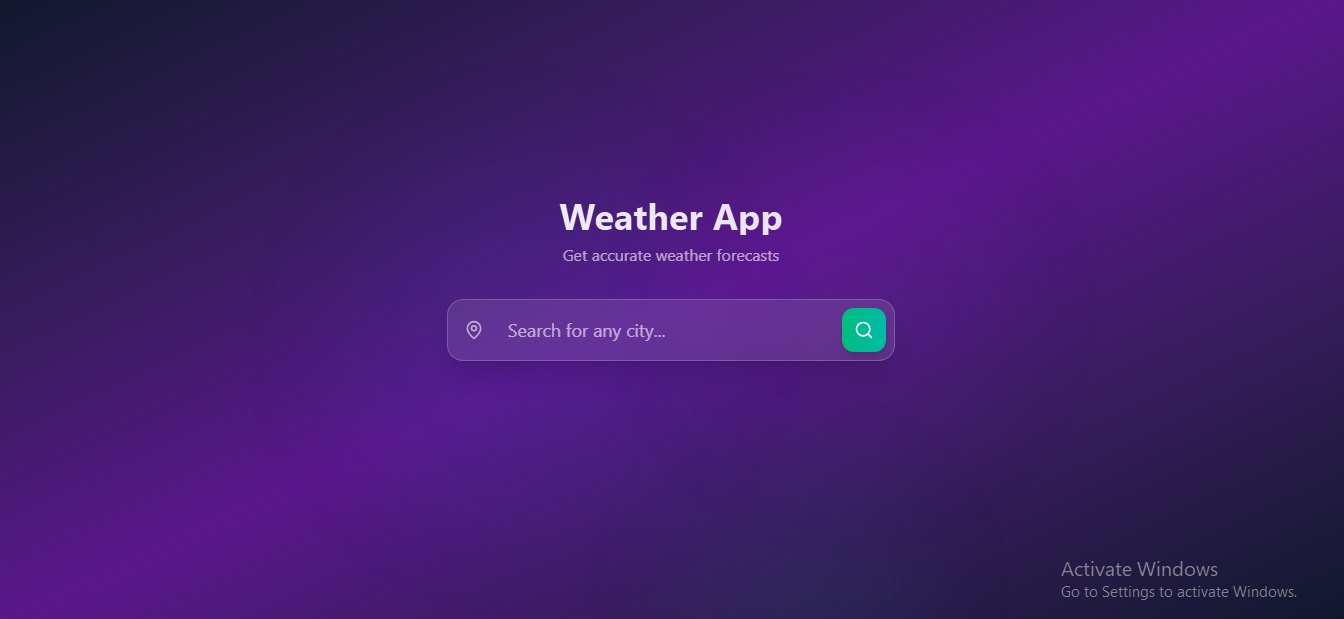 Weather App
Get accurate weather forecasts
Search for any city...
Activate Windows
Go to Settings to activate Windows.